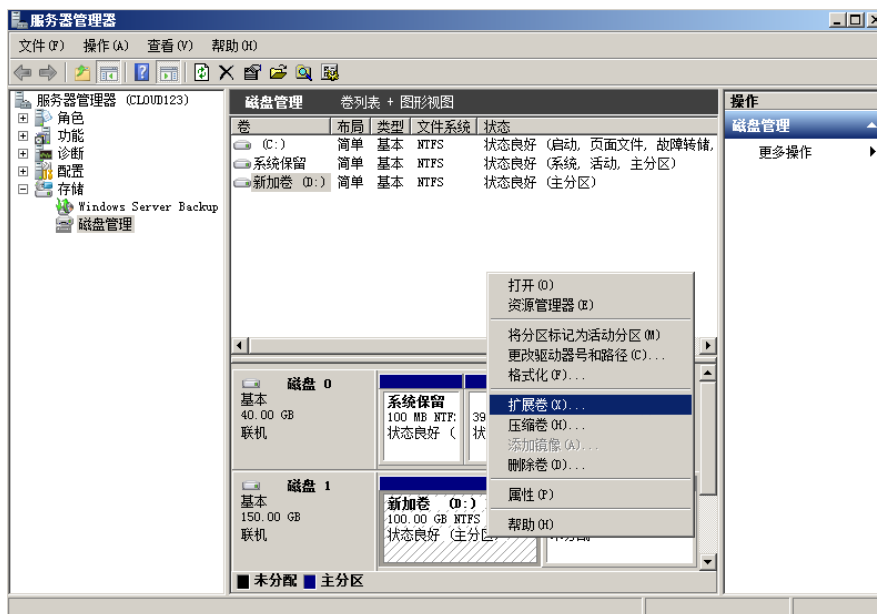 服务器管理器
文件(F) 操作(A) 查看(V) 帮助(H)
服务器管理器 (CLOUD123)
角色
功能
诊断
配置
存储
Windows Server Backup
磁盘管理
磁盘管理 卷列表 + 图形视图
卷 布局 类型 文件系统 状态
(C:) 简单 基本 NTFS 状态良好 (启动, 页面文件, 故障转储,
系统保留 简单 基本 NTFS 状态良好 (系统, 活动, 主分区)
新加卷 (D:) 简单 基本 NTFS 状态良好 (主分区)
打开(O)
资源管理器(E)
将分区标记为活动分区(M)
更改驱动器号和路径(C)...
格式化(F)...
扩展卷(X)...
压缩卷(H)...
添加镜像(A)...
删除卷(D)...
属性(P)
帮助(H)
磁盘 0
基本
40.00 GB
联机
系统保留
100 MB NTF:
状态良好 (
39
状
磁盘 1
基本
150.00 GB
联机
新加卷 (D:)
100.00 GB NTFS
状态良好 (主分区)
未分配 主分区
操作
磁盘管理
更多操作